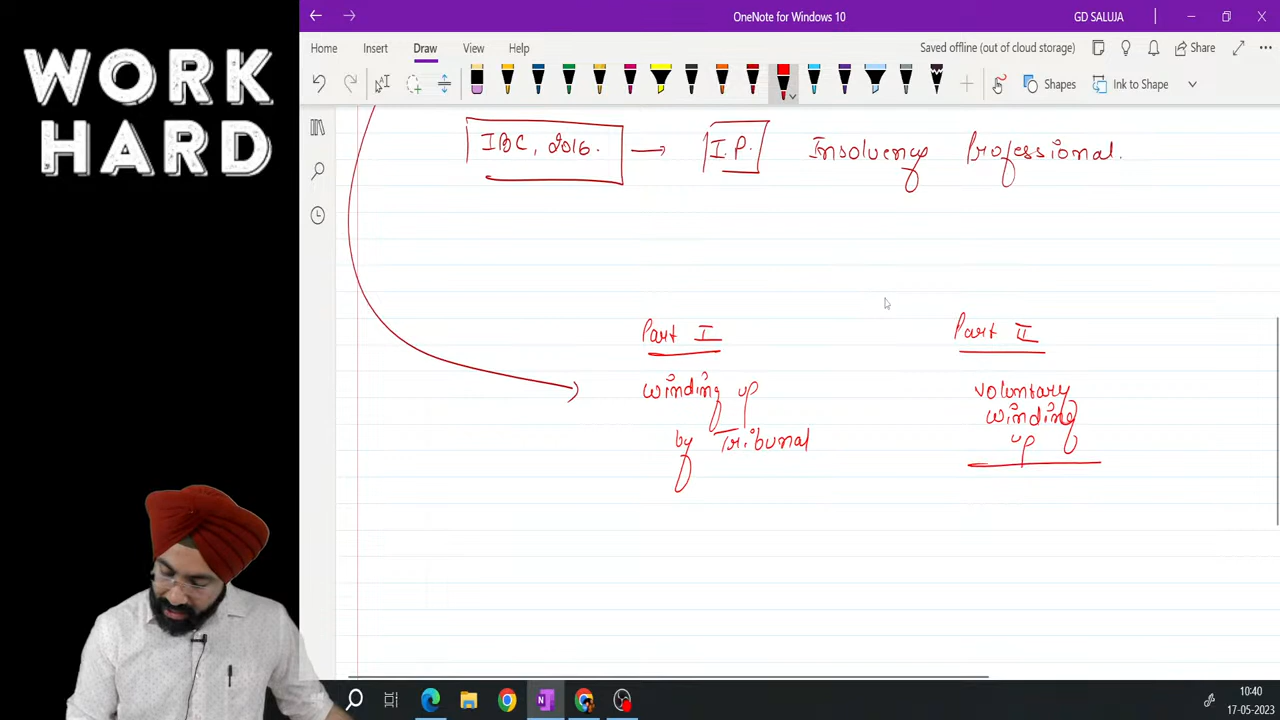 WORK
HARD
OneNote for Windows 10
GD SALUJA
Home Insert Draw View Help
Saved offline (out of cloud storage)
Share
Shapes
Ink to Shape
IBC, 2016. → I.P. Insolvency Professional.
Part I
winding up
by Tribunal
Part II
voluntary
winding
up
10:40
17-05-2023